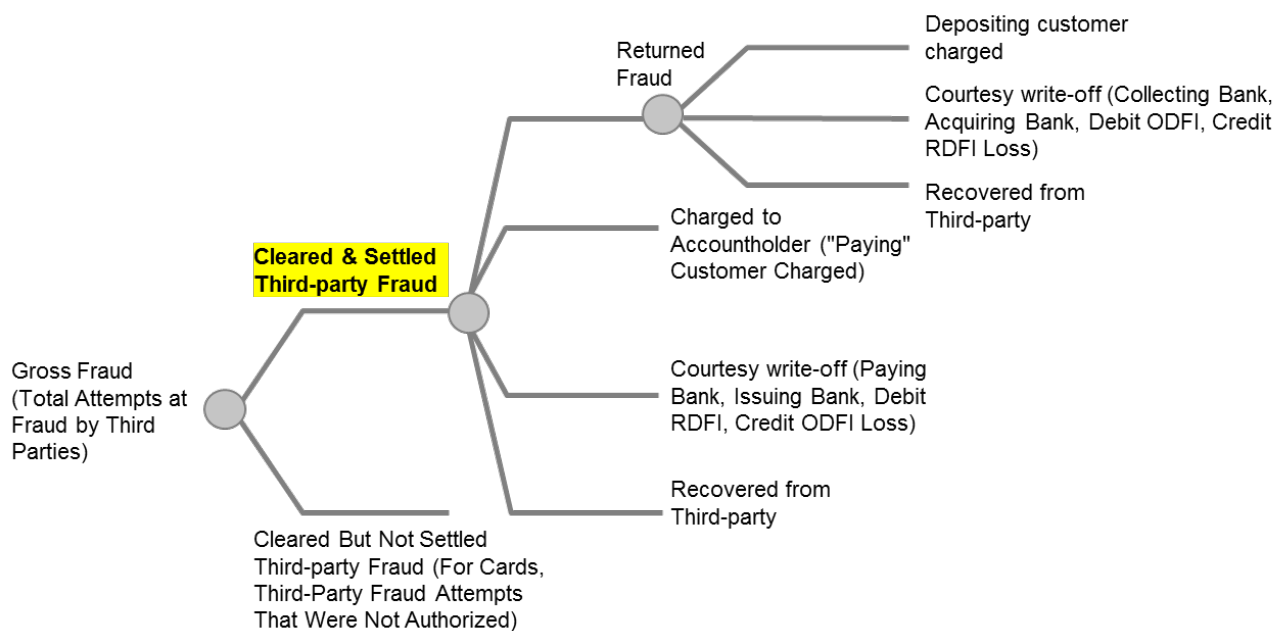 Gross Fraud
(Total Attempts at
Fraud by Third
Parties)
Cleared & Settled
Third-party Fraud
Cleared But Not Settled
Third-party Fraud (For Cards,
Third-Party Fraud Attempts
That Were Not Authorized)
Returned
Fraud
Depositing customer
charged
Courtesy write-off (Collecting Bank,
Acquiring Bank, Debit ODFI, Credit
RDFI Loss)
Recovered from
Third-party
Charged to
Accountholder ("Paying"
Customer Charged)
Courtesy write-off (Paying
Bank, Issuing Bank, Debit
RDFI, Credit ODFI Loss)
Recovered from
Third-party